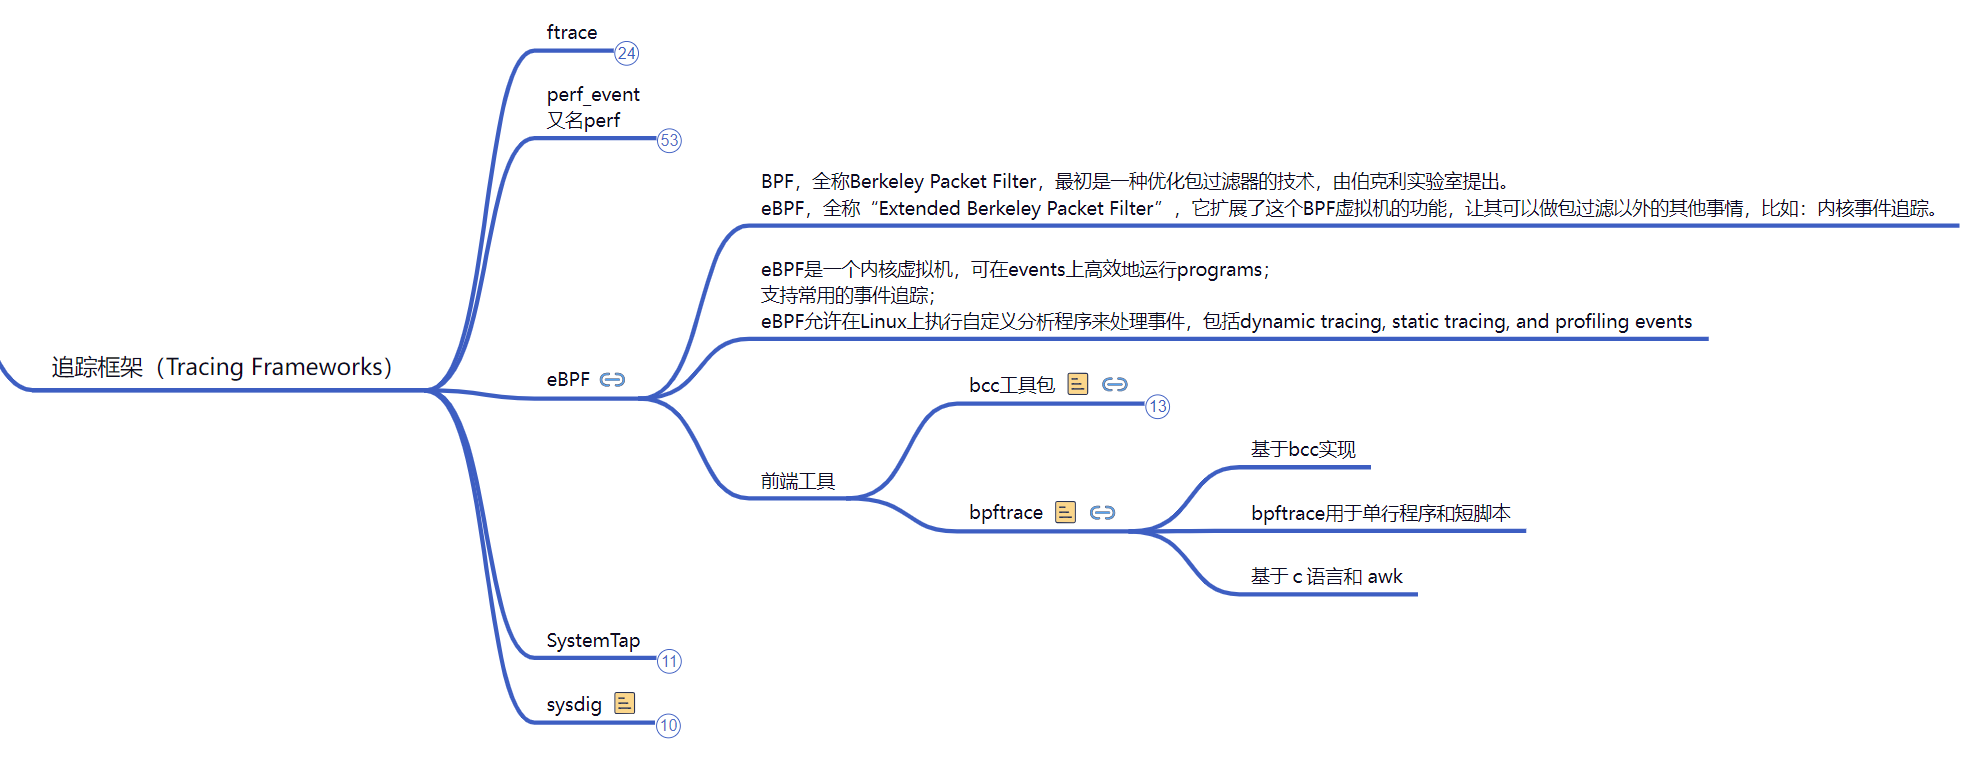 ftrace
24
perf_event
又名perf
53
BPF，全称Berkeley Packet Filter，最初是一种优化包过滤器的技术，由伯克利实验室提出。
eBPF，全称“Extended Berkeley Packet Filter”，它扩展了这个BPF虚拟机的功能，让其可以做包过滤以外的其他事情，比如：内核事件追踪。
eBPF是一个内核虚拟机，可在events上高效地运行programs；
支持常用的事件追踪；
eBPF允许在Linux上执行自定义分析程序来处理事件，包括dynamic tracing, static tracing, and profiling events
追踪框架（Tracing Frameworks）
eBPF
bcc工具包
13
前端工具
基于bcc实现
bpftrace
bpftrace用于单行程序和短脚本
基于 c 语言和 awk
SystemTap
11
sysdig
10